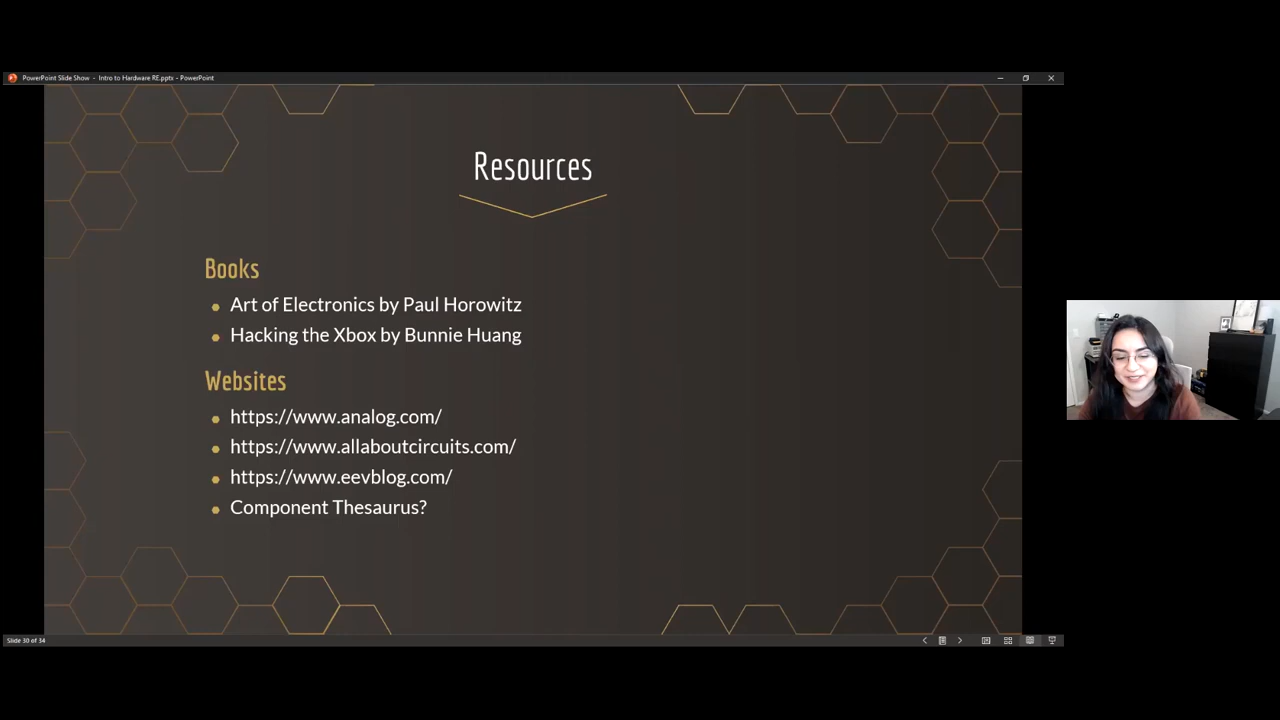 PowerPoint Slide Show - Intro to Hardware RE.pptx - PowerPoint
Resources
Books
Art of Electronics by Paul Horowitz
Hacking the Xbox by Bunnie Huang
Websites
https://www.analog.com/
https://www.allaboutcircuits.com/
https://www.eevblog.com/
Component Thesaurus?
Slide 30 of 34